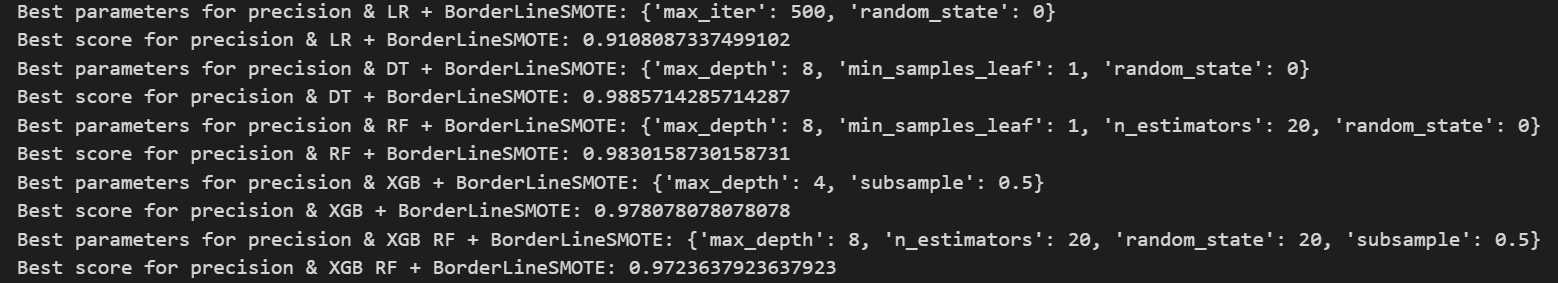 Best parameters for precision & LR + BorderLineSMOTE: {'max_iter': 500, 'random_state': 0}
Best score for precision & LR + BorderLineSMOTE: 0.9108087337499102
Best parameters for precision & DT + BorderLineSMOTE: {'max_depth': 8, 'min_samples_leaf': 1, 'random_state': 0}
Best score for precision & DT + BorderLineSMOTE: 0.9885714285714287
Best parameters for precision & RF + BorderLineSMOTE: {'max_depth': 8, 'min_samples_leaf': 1, 'n_estimators': 20, 'random_state': 0}
Best score for precision & RF + BorderLineSMOTE: 0.9830158730158731
Best parameters for precision & XGB + BorderLineSMOTE: {'max_depth': 4, 'subsample': 0.5}
Best score for precision & XGB + BorderLineSMOTE: 0.978078078078078
Best parameters for precision & XGB RF + BorderLineSMOTE: {'max_depth': 8, 'n_estimators': 20, 'random_state': 20, 'subsample': 0.5}
Best score for precision & XGB RF + BorderLineSMOTE: 0.9723637923637923